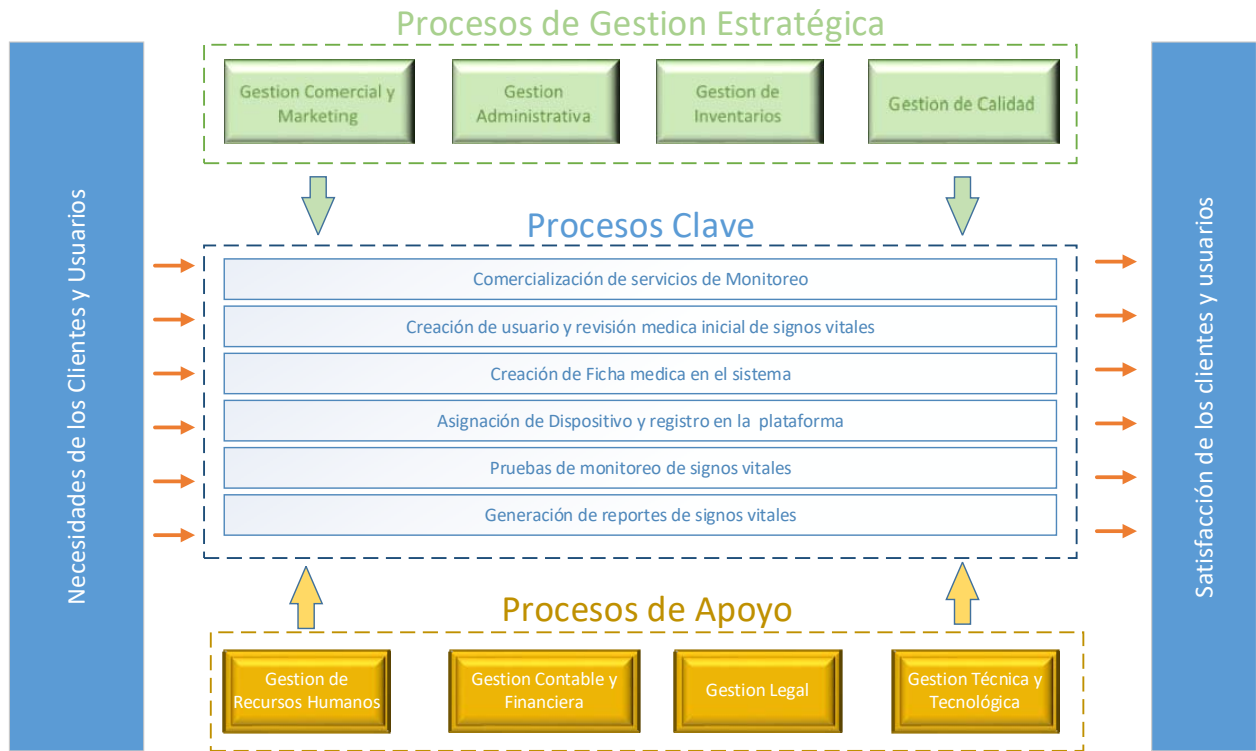 Procesos de Gestion Estratégica
Gestion Comercial y
Marketing
Gestion
Administrativa
Gestion de
Inventarios
Gestion de Calidad
Necesidades de los Clientes y Usuarios
Procesos Clave
Comercialización de servicios de Monitoreo
Creación de usuario y revisión medica inicial de signos vitales
Creación de Ficha medica en el sistema
Asignación de Dispositivo y registro en la plataforma
Pruebas de monitoreo de signos vitales
Generación de reportes de signos vitales
Satisfacción de los clientes y usuarios
Procesos de Apoyo
Gestion de
Recursos Humanos
Gestion Contable y
Financiera
Gestion Legal
Gestion Técnica y
Tecnológica